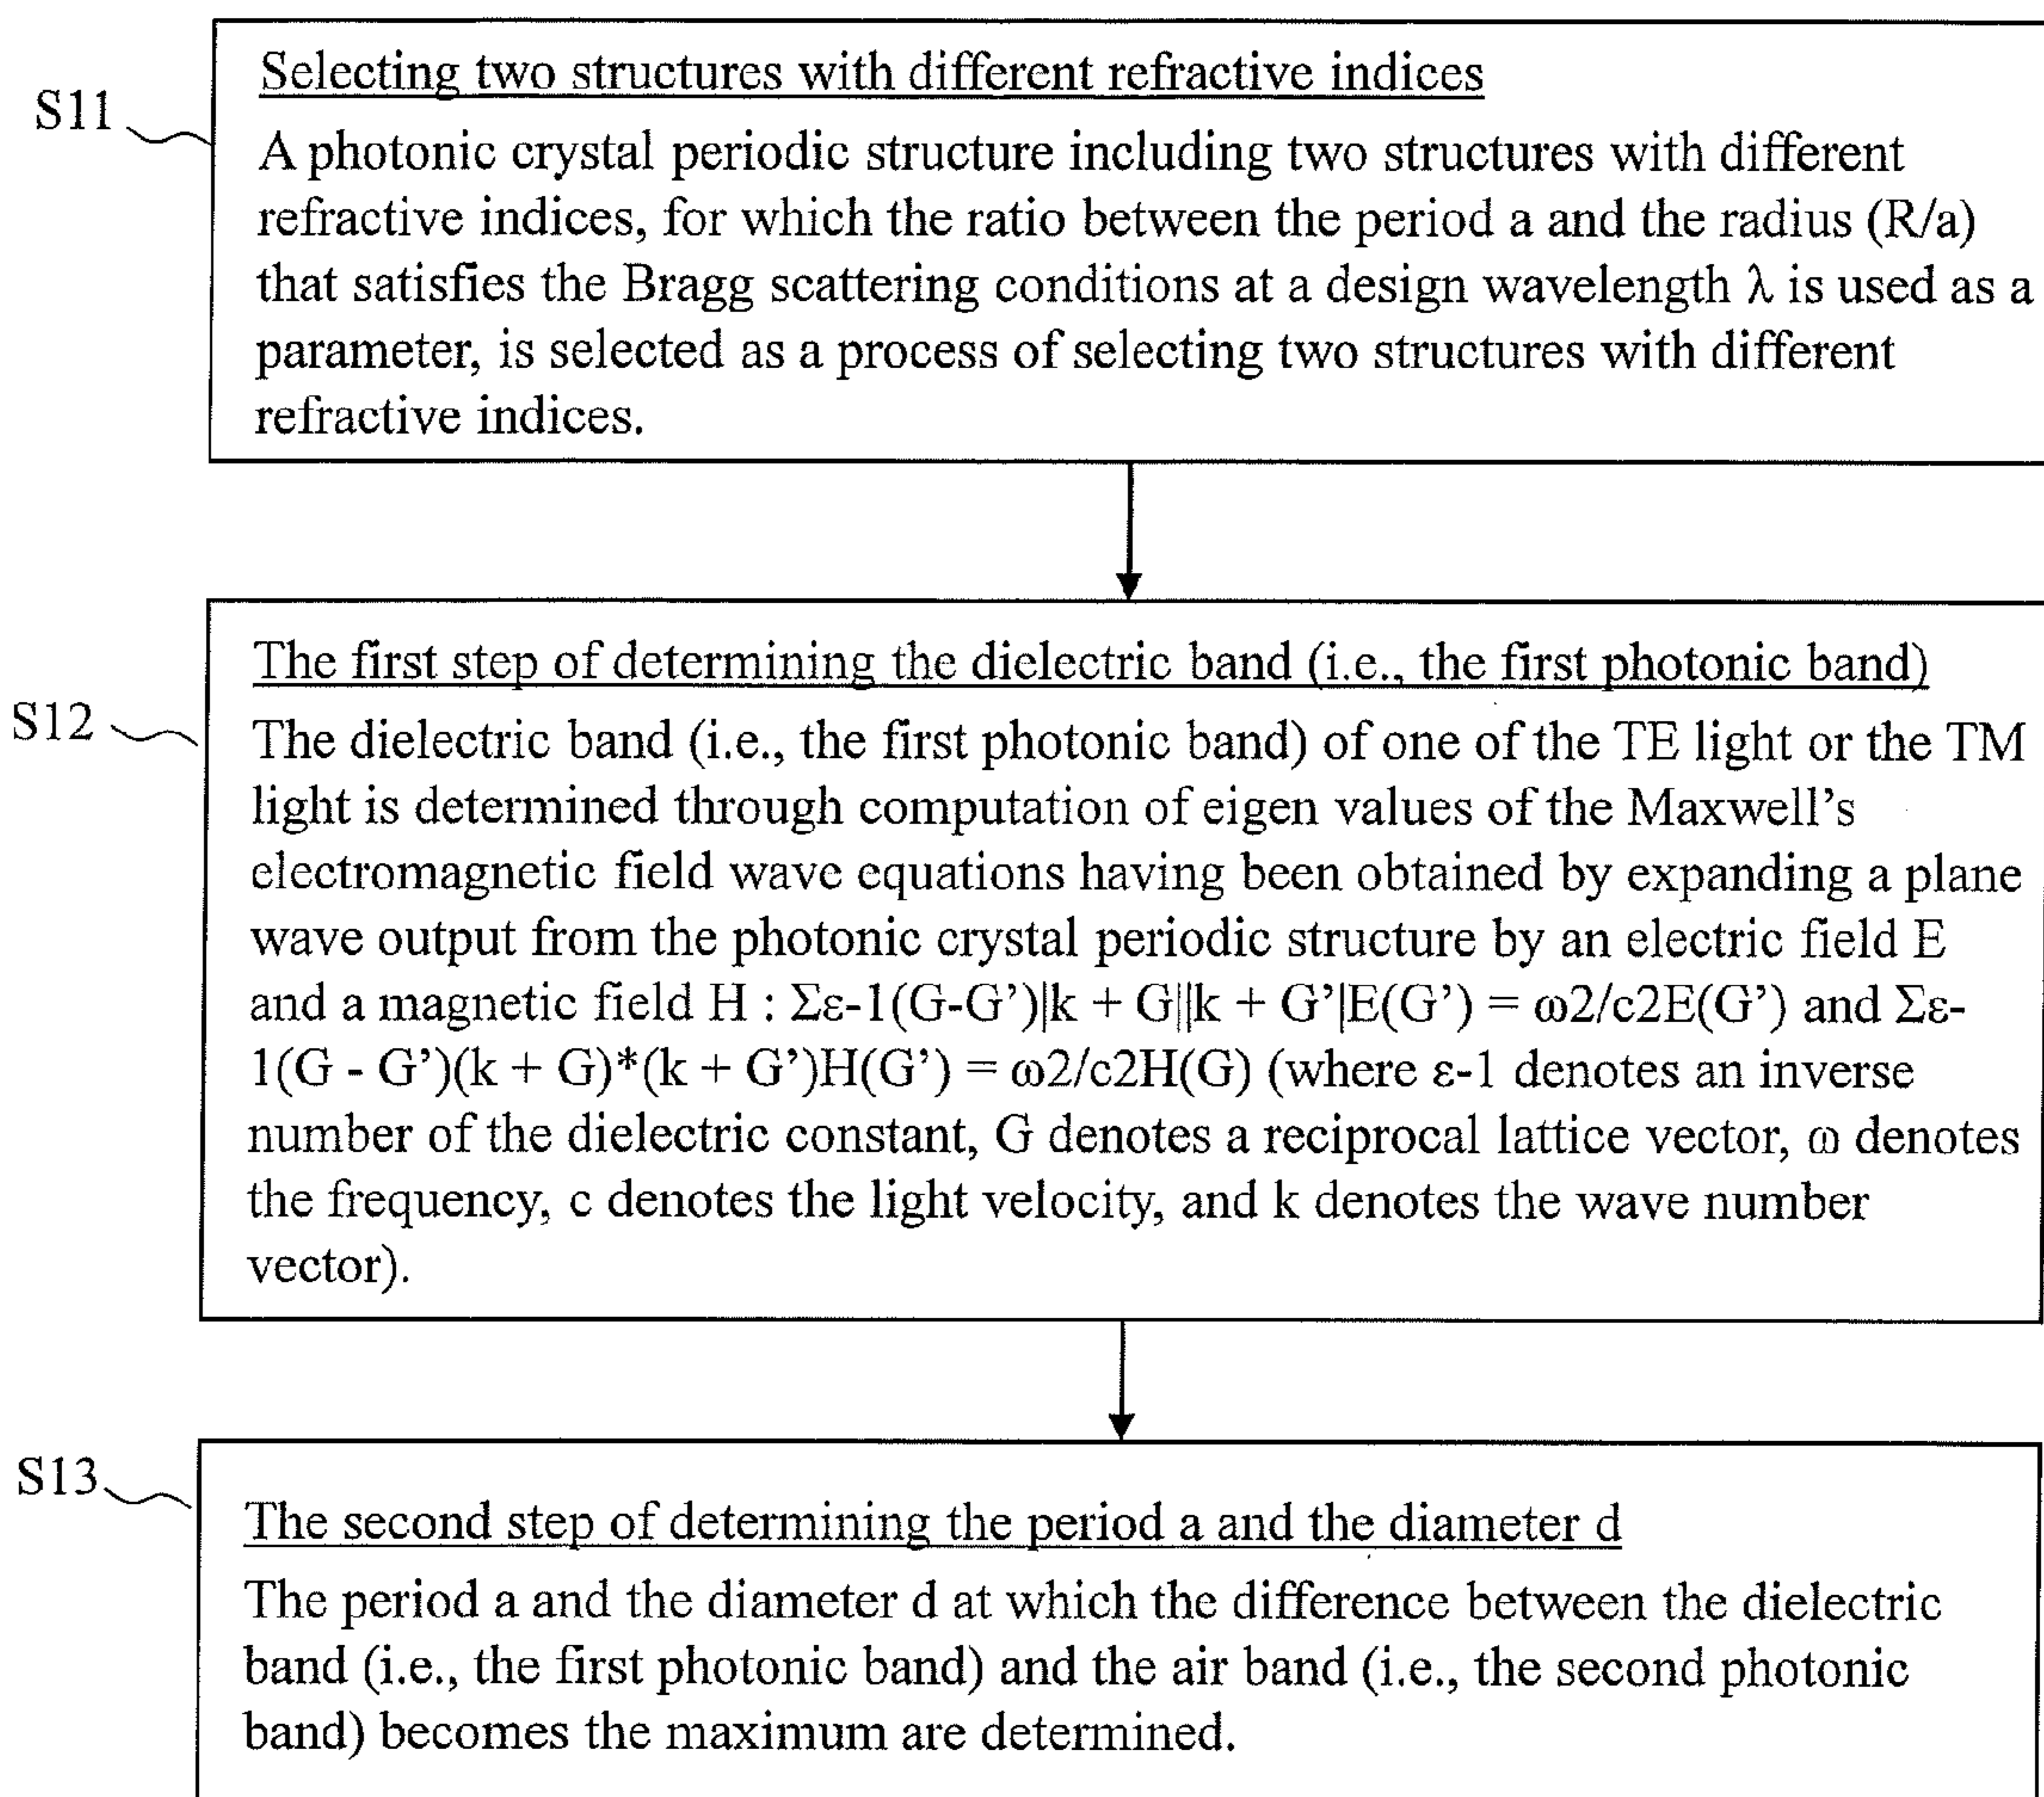 Selecting two structures with different refractive indices
S11
A photonic crystal periodic structure including two structures with different
refractive indices, for which the ratio between the period a and the radius (R/a)
that satisfies the Bragg scattering conditions at a design wavelength λ is used as a
parameter, is selected as a process of selecting two structures with different
refractive indices.
The first step of determining the dielectric band (i.e., the first photonic band)
S12
The dielectric band (i.e., the first photonic band) of one of the TE light or the TM
light is determined through computation of eigen values of the Maxwell's
electromagnetic field wave equations having been obtained by expanding a plane
wave output from the photonic crystal periodic structure by an electric field E
and a magnetic field H : Σε-1(G-G')|k + G||k + G'|E(G') = ω2/c2E(G') and Σε-
1(G - G')(k + G)*(k + G')H(G') = ω2/c2H(G) (where ε-1 denotes an inverse
number of the dielectric constant, G denotes a reciprocal lattice vector, ω denotes
the frequency, c denotes the light velocity, and k denotes the wave number
vector).
S13
The second step of determining the period a and the diameter d
The period a and the diameter d at which the difference between the dielectric
band (i.e., the first photonic band) and the air band (i.e., the second photonic
band) becomes the maximum are determined.